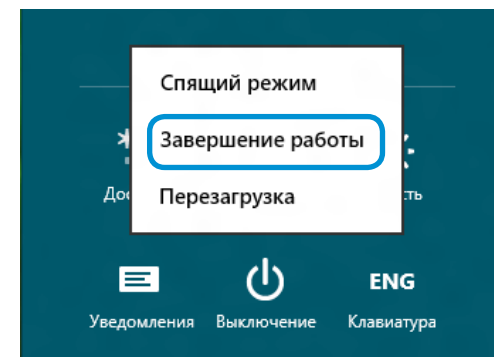 Спящий режим
Завершение работы
Перезагрузка
Уведомления Выключение
ENG
Клавиатура